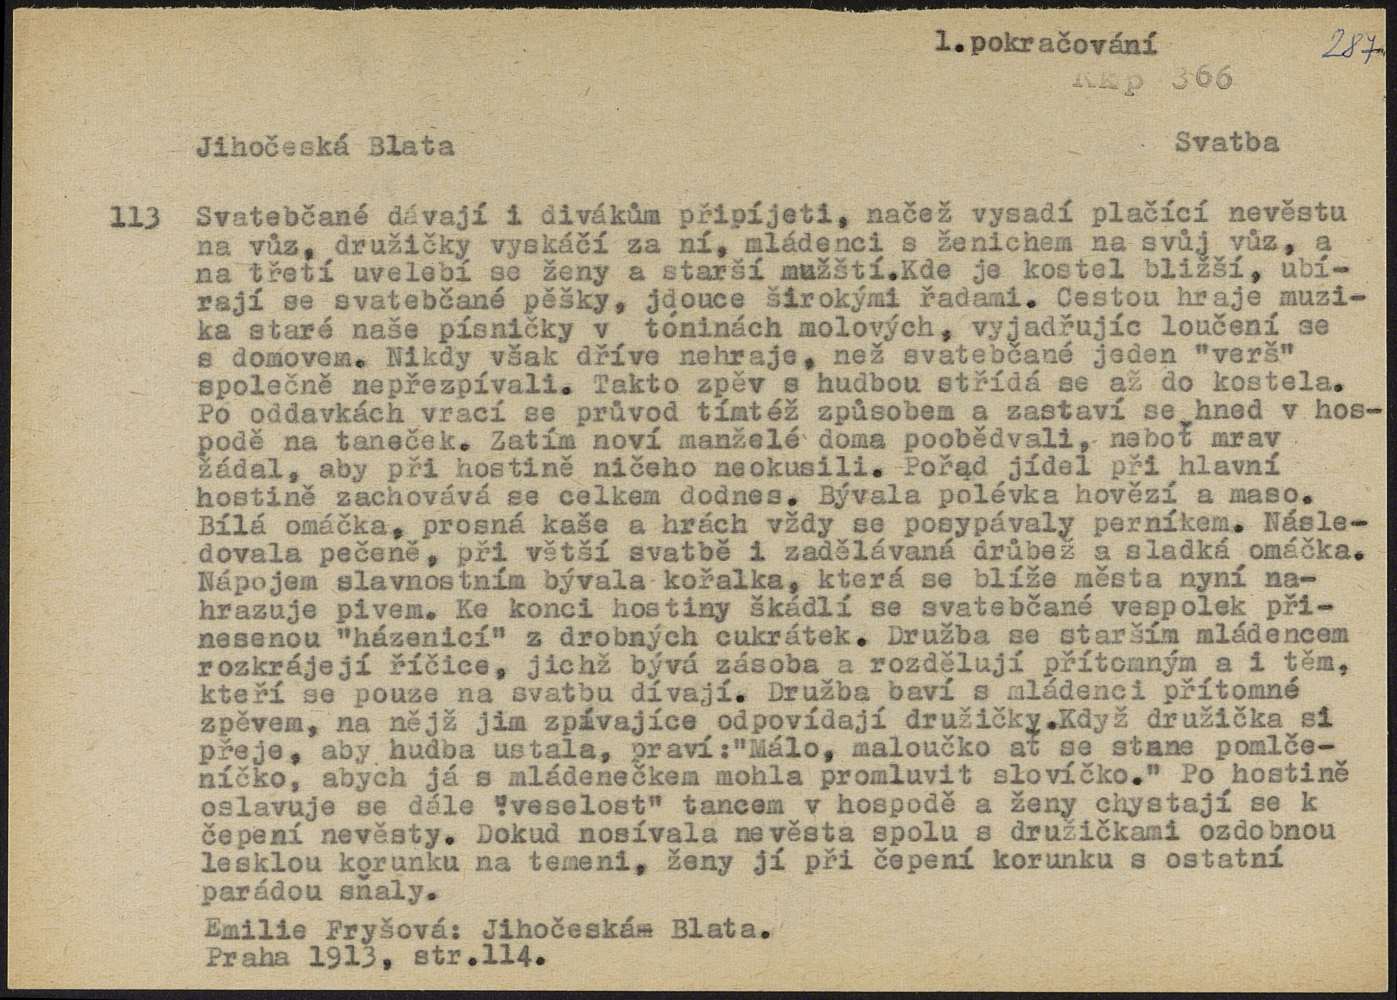 1.pokračování
287
Kkp 366
Jihočeská Blata
Svatba
113 Svatebčané dávají i divákům připíjeti, načež vysadí plačící nevěstu
na vůz, družičky vyskáčí za ní, mládenci s ženichem na svůj vůz, a
na třetí uvelebí se ženy a starší mužští.Kde je kostel bližší, ubí-
rají se svatebčané pěšky, jdouce širokými řadami. Cestou hraje muzi-
ka staré naše písničky v tóninách molových, vyjadřujíc loučení se
s domovem. Nikdy však dříve nehraje, než svatebčané jeden "verš"
společně nepřezpívali. Takto zpěv s hudbou střídá se až do kostela.
Po oddavkách vrací se průvod tímtéž způsobem a zastaví se hned v hos-
podě na taneček. Zatím noví manželé doma poobědvali, neboť mrav
žádal, aby při hostině ničeho neokusili. Pořad jídel při hlavní
hostině zachovává se celkem dodnes. Bývala polévka hovězí a maso.
Bílá omáčka, prosná kaše a hrách vždy se posypávaly perníkem. Násle-
dovala pečeně, při větší svatbě i zadělávaná drůbež a sladká omáčka.
Nápojem slavnostním bývala kořalka, která se blíže města nyní na-
hrazuje pivem. Ke konci hostiny škádlí se svatebčané vespolek při-
nesenou "házenicí" z drobných cukrátek. Družba se starším mládencem
rozkrájejí říčice, jichž bývá zásoba a rozdělují přítomným a i těm,
kteří se pouze na svatbu dívají. Družba baví s mládenci přítomné
zpěvem, na nějž jim zpívajíce odpovídají družičky.Když družička si
přeje, aby hudba ustala, praví:"Málo, maloučko ať se stane pomlče-
níčko, abych já s mládenečkem mohla promluvit slovíčko." Po hostině
oslavuje se dále "veselost" tancem v hospodě a ženy chystají se k
čepení nevěsty. Dokud nosívala nevěsta spolu s družičkami ozdobnou
lesklou korunku na temeni, ženy jí při čepení korunku s ostatní
parádou sňaly.
Emilie Fryšová: Jihočeská Blata.
Praha 1913, str.114.